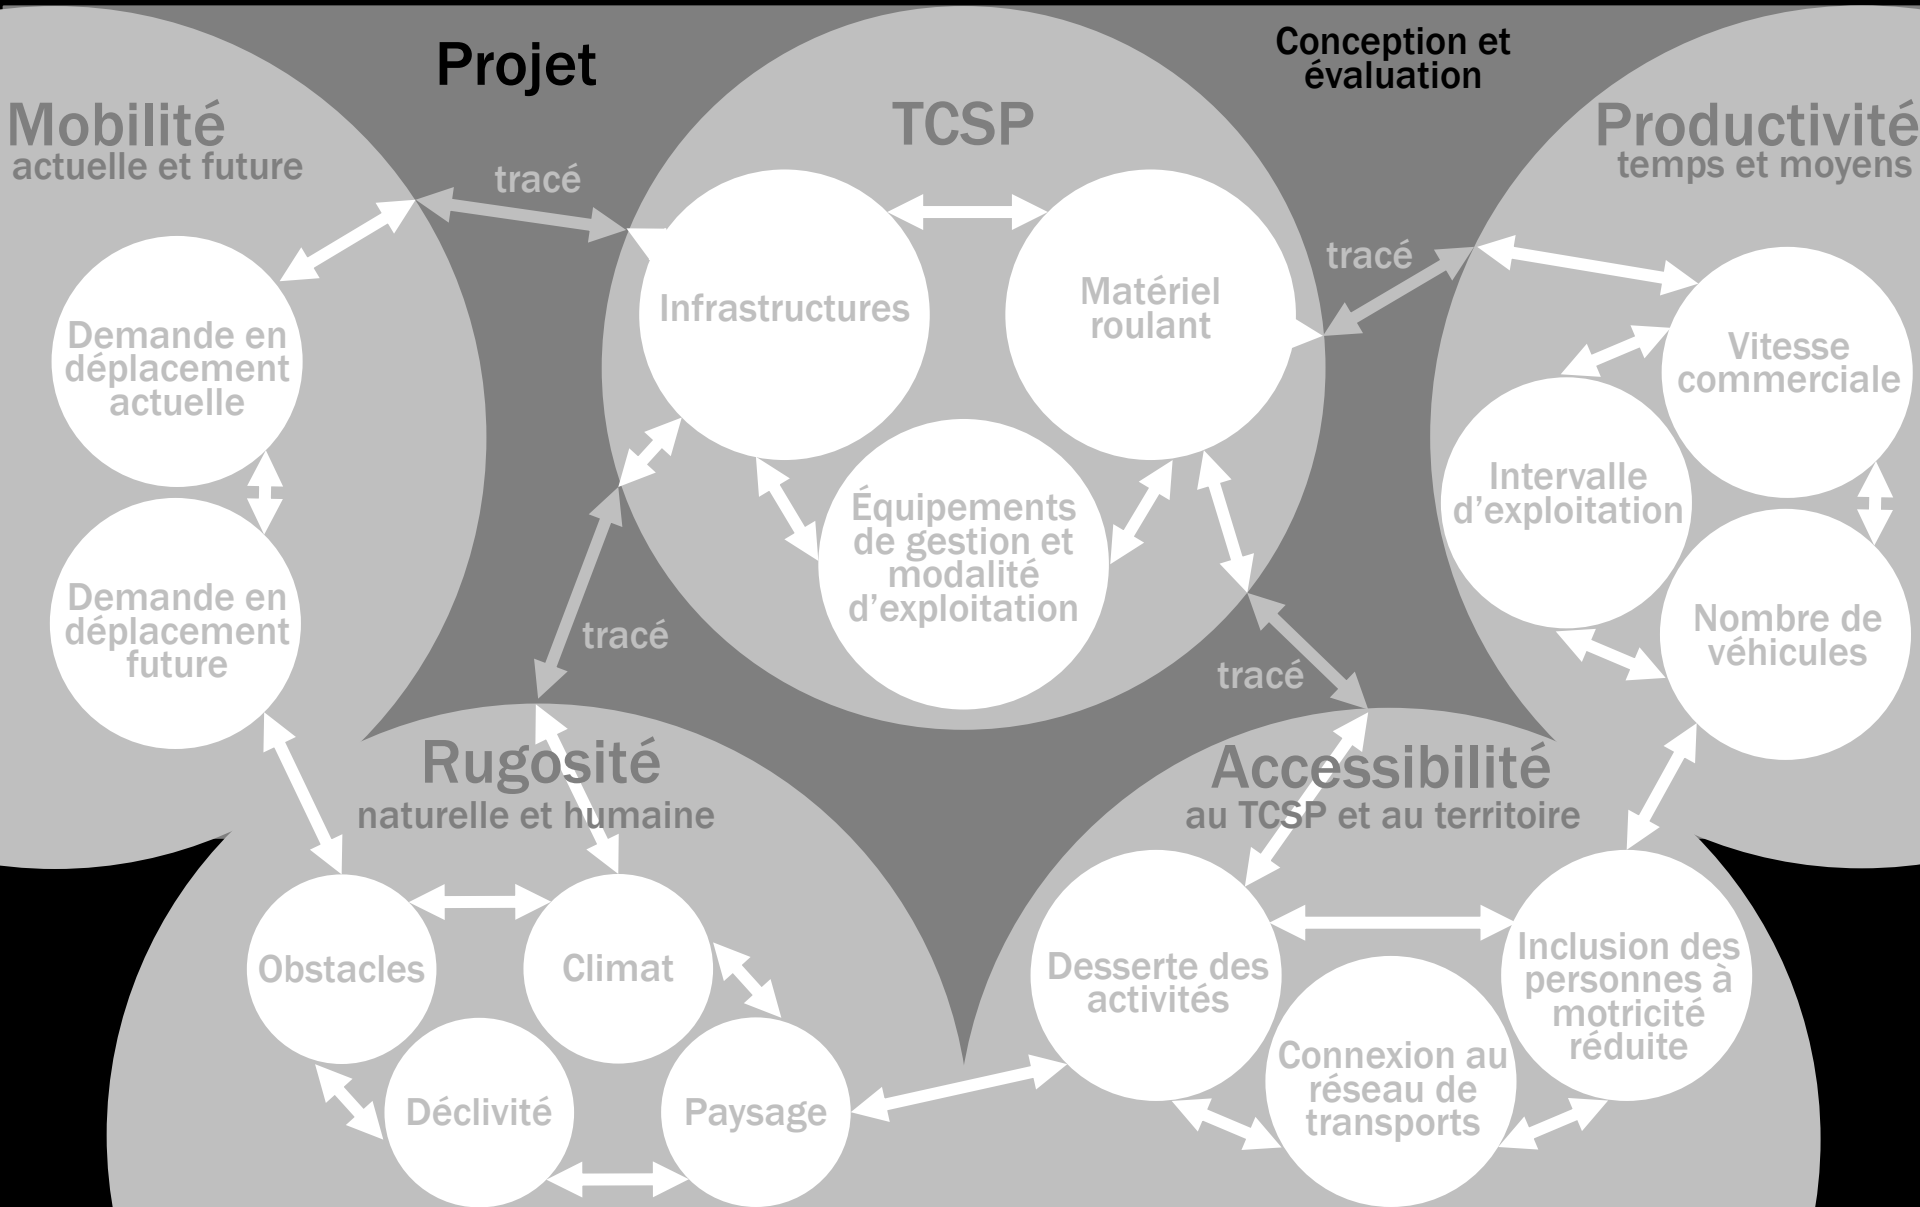 Projet
Conception et
évaluation
Mobilité
actuelle et future
TCSP
Productivité
temps et moyens
tracé
tracé
Demande en
déplacement
actuelle
Infrastructures
Matériel
roulant
Vitesse
commerciale
Intervalle
d'exploitation
Équipements
de gestion et
modalité
d'exploitation
Demande en
déplacement
future
Nombre de
véhicules
tracé
tracé
Rugosité
naturelle et humaine
Accessibilité
au TCSP et au territoire
Obstacles
Climat
Déclivité
Paysage
Desserte des
activités
Inclusion des
personnes à
motricité
réduite
Connexion au
réseau de
transports